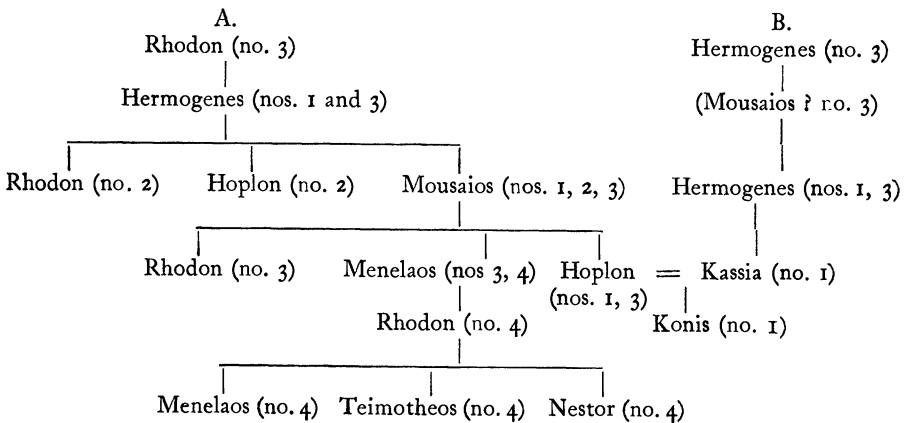 A. B.
Rhodon (no. 3) Hermogenes (no. 3)
Hermogenes (nos. 1 and 3) (Mousaios ? r.o. 3)
Rhodon (no. 2) Hoplon (no. 2) Mousaios (nos. 1, 2, 3) Hermogenes (nos. 1, 3)
Rhodon (no. 3) Menelaos (nos 3, 4) Hoplon = Kassia (no. 1)
(nos. 1, 3)
Rhodon (no. 4) Konis (no. 1)
Menelaos (no. 4) Teimotheos (no. 4) Nestor (no. 4)